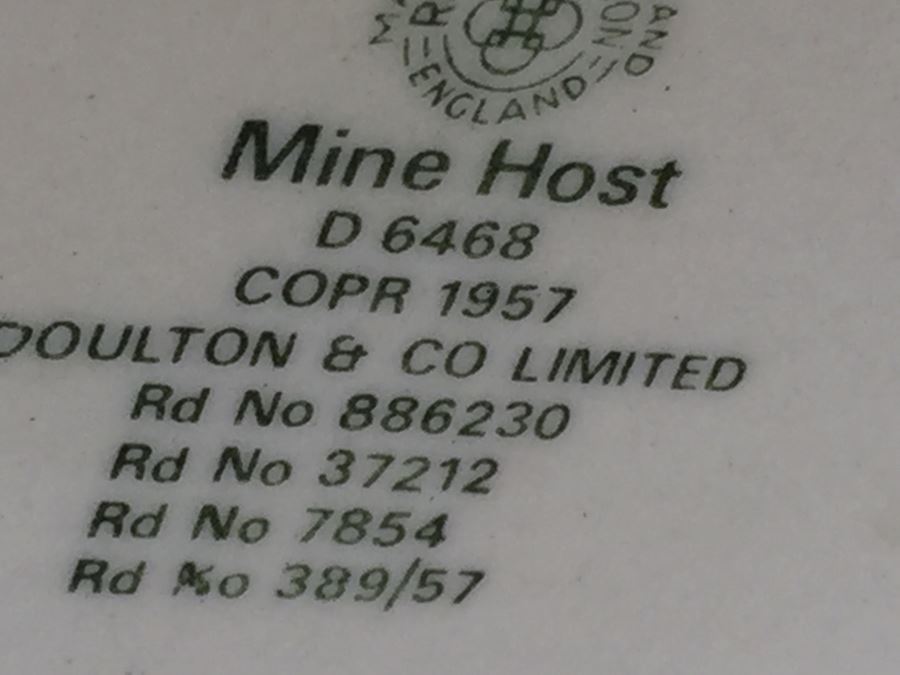 ENGLAND
Mine Host
D 6468
COPR 1957
DOULTON & CO LIMITED
Rd No 886230
Rd No 37212
Rd No 7854
Rd No 389/57